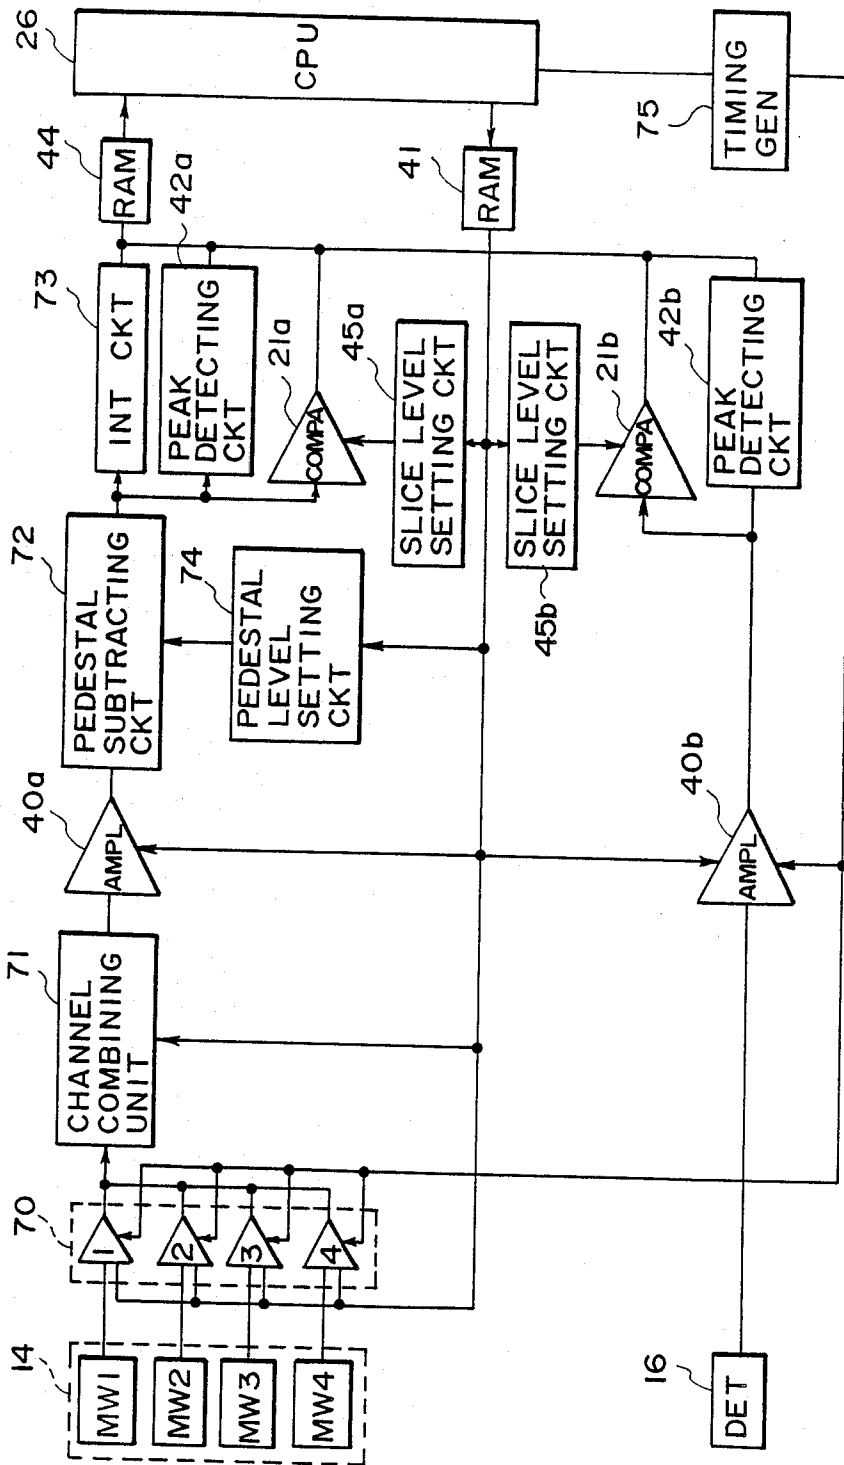 14
MW1
MW2
MW3
MW4
70
1
2
3
4
71
CHANNEL
COMBINING
UNIT
40a
AMPL
72
PEDESTAL
SUBTRACTING
CKT
74
PEDESTAL
LEVEL
SETTING
CKT
73
INT CKT
42a
PEAK
DETECTING
CKT
21a
COMPA
45a
SLICE LEVEL
SETTING CKT
SLICE LEVEL
SETTING CKT
45b
21b
COMPA
42b
PEAK
DETECTING
CKT
44
RAM
41
RAM
26
CPU
75
TIMING
GEN
16
DET
40b
AMPL